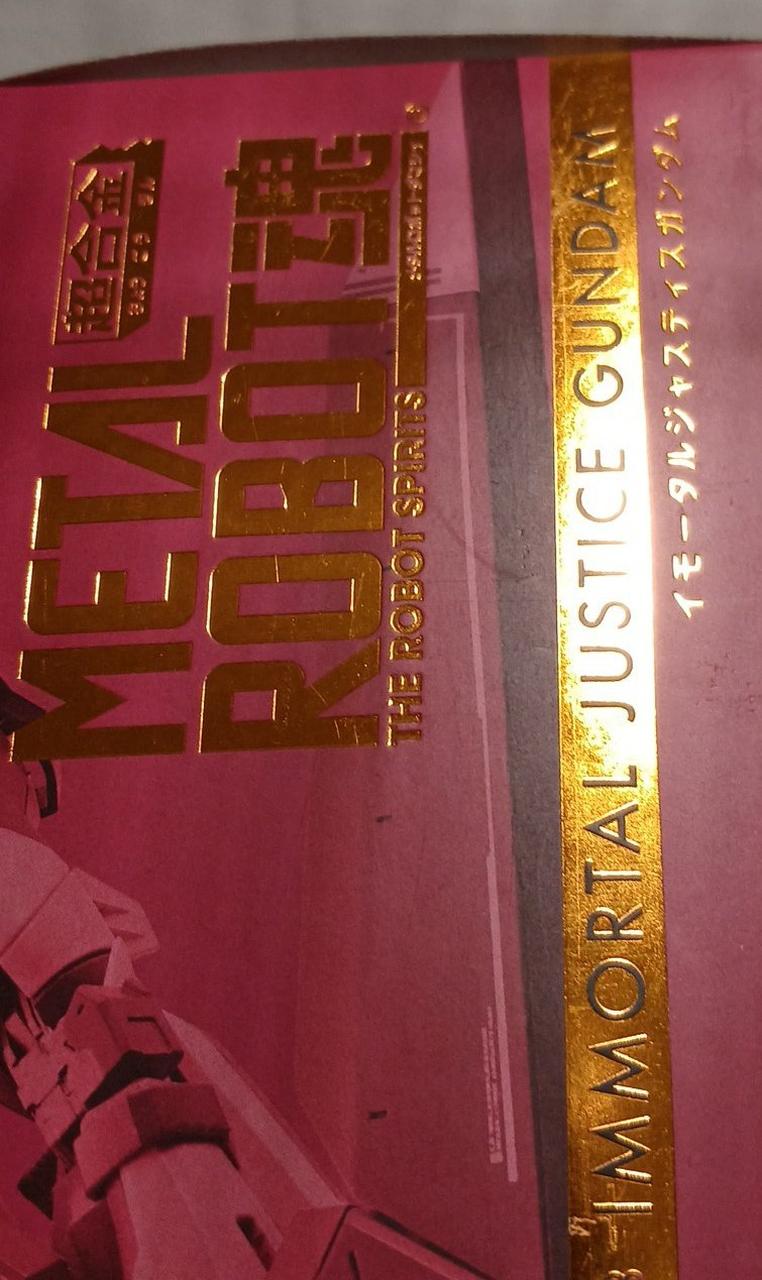 超合金
METAL
ROBOT魂
THE ROBOT SPIRITS
IMMORTAL JUSTICE GUNDAM
イモータルジャスティスガンダム